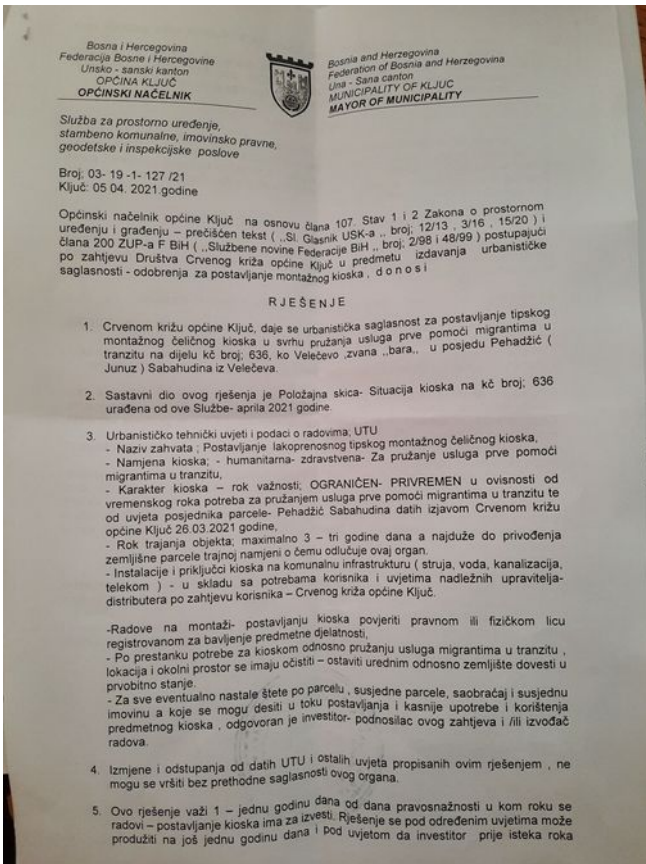 Bosna i Hercegovina
Federacija Bosne i Hercegovine
Unsko - sanski kanton
OPĆINA KLJUČ
OPĆINSKI NAČELNIK
Bosnia and Herzegovina
Federation of Bosnia and Herzegovina
Una - Sana canton
MUNICIPALITY OF KLJUC
MAYOR OF MUNICIPALITY
Služba za prostorno uređenje,
stambeno komunalne, imovinsko pravne,
geodetske i inspekcijske poslove
Broj; 03- 19 -1- 127 /21
Ključ: 05 04. 2021.godine
Općinski načelnik općine Ključ na osnovu člana 107. Stav 1 i 2 Zakona o prostornom
uređenju i građenju – prečišćen tekst ( ,,Sl. Glasnik USK-a ,, broj; 12/13 , 3/16 , 15/20 ) i
člana 200 ZUP-a F BiH ( ,,Službene novine Federacije BiH ,, broj; 2/98 i 48/99 ) postupajući
po zahtjevu Društva Crvenog križa općine Ključ u predmetu izdavanja urbanističke
saglasnosti - odobrenja za postavljanje montažnog kioska , d o n o s i
R J E Š E N J E
1. Crvenom križu općine Ključ, daje se urbanistička saglasnost za postavljanje tipskog
montažnog čeličnog kioska u svrhu pružanja usluga prve pomoći migrantima u
tranzitu na dijelu kč broj; 636, ko Velečevo ,zvana ,,bara,, u posjedu Pehadžić (
Junuz ) Sabahudina iz Velečeva.
2. Sastavni dio ovog rješenja je Položajna skica- Situacija kioska na kč broj; 636
urađena od ove Službe- aprila 2021 godine.
3. Urbanističko tehnički uvjeti i podaci o radovima; UTU
- Naziv zahvata ; Postavljanje lakoprenosnog tipskog montažnog čeličnog kioska,
- Namjena kioska; - humanitarna- zdravstvena- Za pružanje usluga prve pomoći
migrantima u tranzitu,
- Karakter kioska – rok važnosti; OGRANIČEN- PRIVREMEN u ovisnosti od
vremenskog roka potreba za pružanjem usluga prve pomoći migrantima u tranzitu te
od uvjeta posjednika parcele- Pehadžić Sabahudina datih izjavom Crvenom križu
općine Ključ 26.03.2021 godine,
- Rok trajanja objekta; maximalno 3 – tri godine dana a najduže do privođenja
zemljišne parcele trajnoj namjeni o čemu odlučuje ovaj organ.
- Instalacije i priključci kioska na komunalnu infrastrukturu ( struja, voda, kanalizacija,
telekom ) - u skladu sa potrebama korisnika i uvjetima nadležnih upravitelja-
distributera po zahtjevu korisnika – Crvenog križa općine Ključ.
-Radove na montaži- postavljanju kioska povjeriti pravnom ili fizičkom licu
registrovanom za bavljenje predmetne djelatnosti,
- Po prestanku potrebe za kioskom odnosno pružanju usluga migrantima u tranzitu ,
lokacija i okolni prostor se imaju očistiti – ostaviti urednim odnosno zemljište dovesti u
prvobitno stanje.
- Za sve eventualno nastale štete po parcelu , susjedne parcele, saobraćaj i susjednu
imovinu a koje se mogu desiti u toku postavljanja i kasnije upotrebe i korištenja
predmetnog kioska , odgovoran je investitor- podnosilac ovog zahtjeva i /ili izvođač
radova.
4. Izmjene i odstupanja od datih UTU i ostalih uvjeta propisanih ovim rješenjem , ne
mogu se vršiti bez prethodne saglasnosti ovog organa.
5. Ovo rješenje važi 1 – jednu godinu dana od dana pravosnažnosti u kom roku se
radovi – postavljanje kioska ima za izvesti. Rješenje se pod određenim uvjetima može
produžiti na još jednu godinu dana i pod uvjetom da investitor prije isteka roka